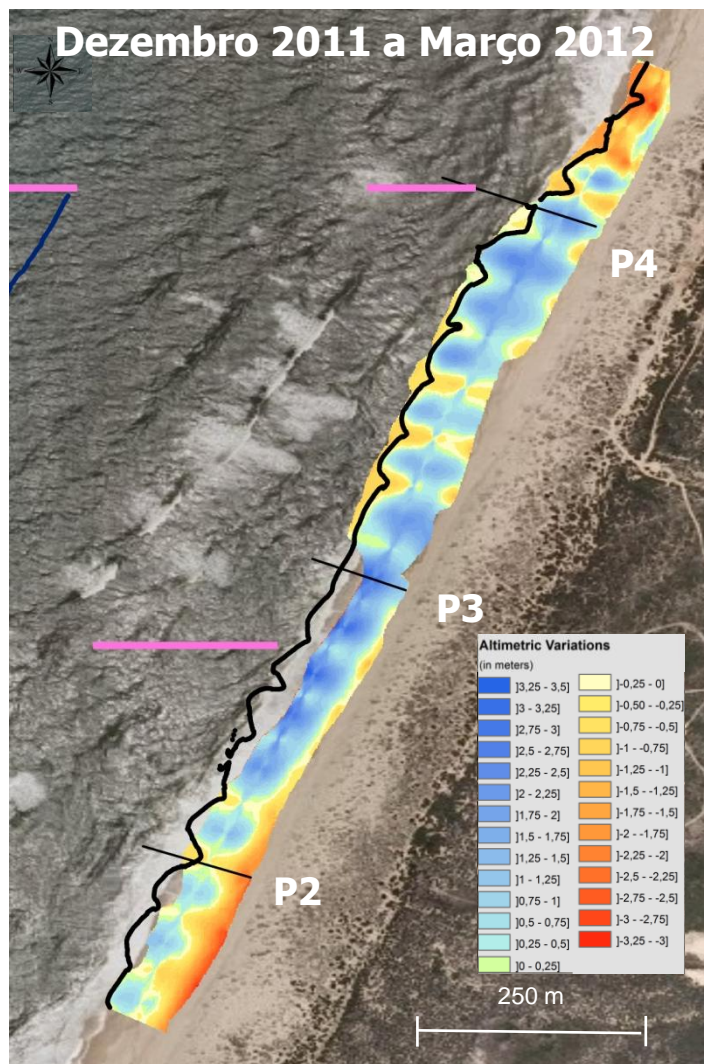 Dezembro 2011 a Março 2012
P4
P3
P2
Altimetric Variations
(in meters)
]3,25 - 3,5]
]3 - 3,25]
]2,75 - 3]
]2,5 - 2,75]
]2,25 - 2,5]
]2 - 2,25]
]1,75 - 2]
]1,5 - 1,75]
]1,25 - 1,5]
]1 - 1,25]
]0,75 - 1]
]0,5 - 0,75]
]0,25 - 0,5]
]0 - 0,25]
]-0,25 - 0]
]-0,50 - -0,25]
]-0,75 - -0,5]
]-1 - -0,75]
]-1,25 - -1]
]-1,5 - -1,25]
]-1,75 - -1,5]
]-2 - -1,75]
]-2,25 - -2]
]-2,5 - -2,25]
]-2,75 - -2,5]
]-3 - -2,75]
]-3,25 - -3]
250 m